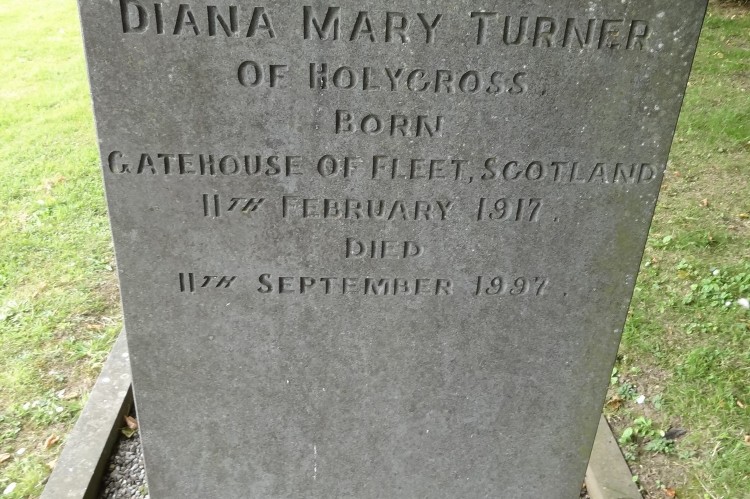 DIANA MARY TURNER
OF HOLYCROSS.
BORN
GATEHOUSE OF FLEET, SCOTLAND
11TH FEBRUARY 1917.
DIED
11TH SEPTEMBER 1997.